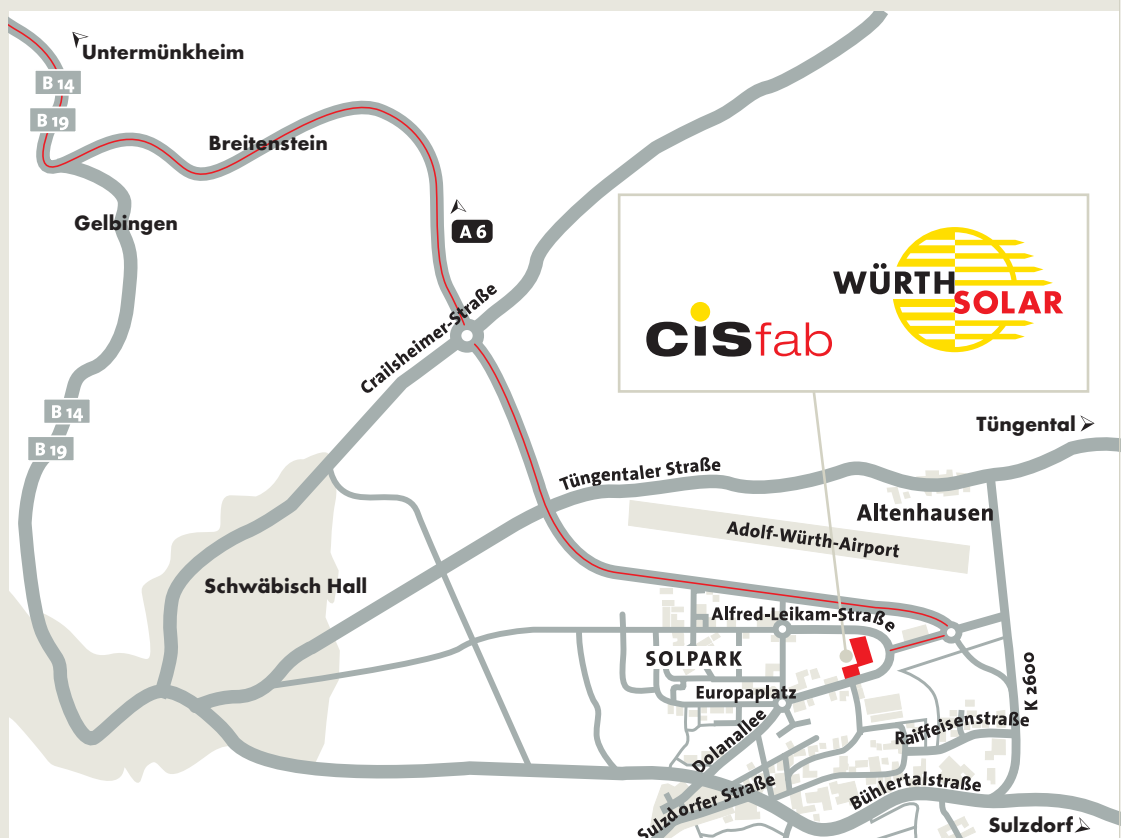 Untermünkheim
B 14
B 19
Breitenstein
Gelbingen
A 6
WÜRTH
SOLAR
cisfab
Crailsheimer-Straße
B 14
B 19
Tüngental
Tüngentaler Straße
Altenhausen
Adolf-Würth-Airport
Schwäbisch Hall
Alfred-Leikam-Straße
SOLPARK
Europaplatz
K 2600
Dolanallee
Raiffeisenstraße
Sulzdorfer Straße
Bühlertalstraße
Sulzdorf